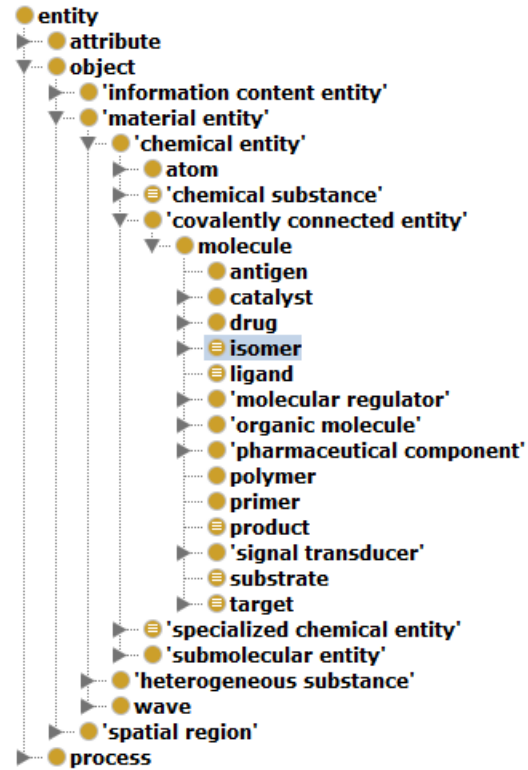 entity
attribute
object
'information content entity'
'material entity'
'chemical entity'
atom
'chemical substance'
'covalently connected entity'
molecule
antigen
catalyst
drug
isomer
ligand
'molecular regulator'
'organic molecule'
'pharmaceutical component'
polymer
primer
product
'signal transducer'
substrate
target
'specialized chemical entity'
'submolecular entity'
'heterogeneous substance'
wave
'spatial region'
process